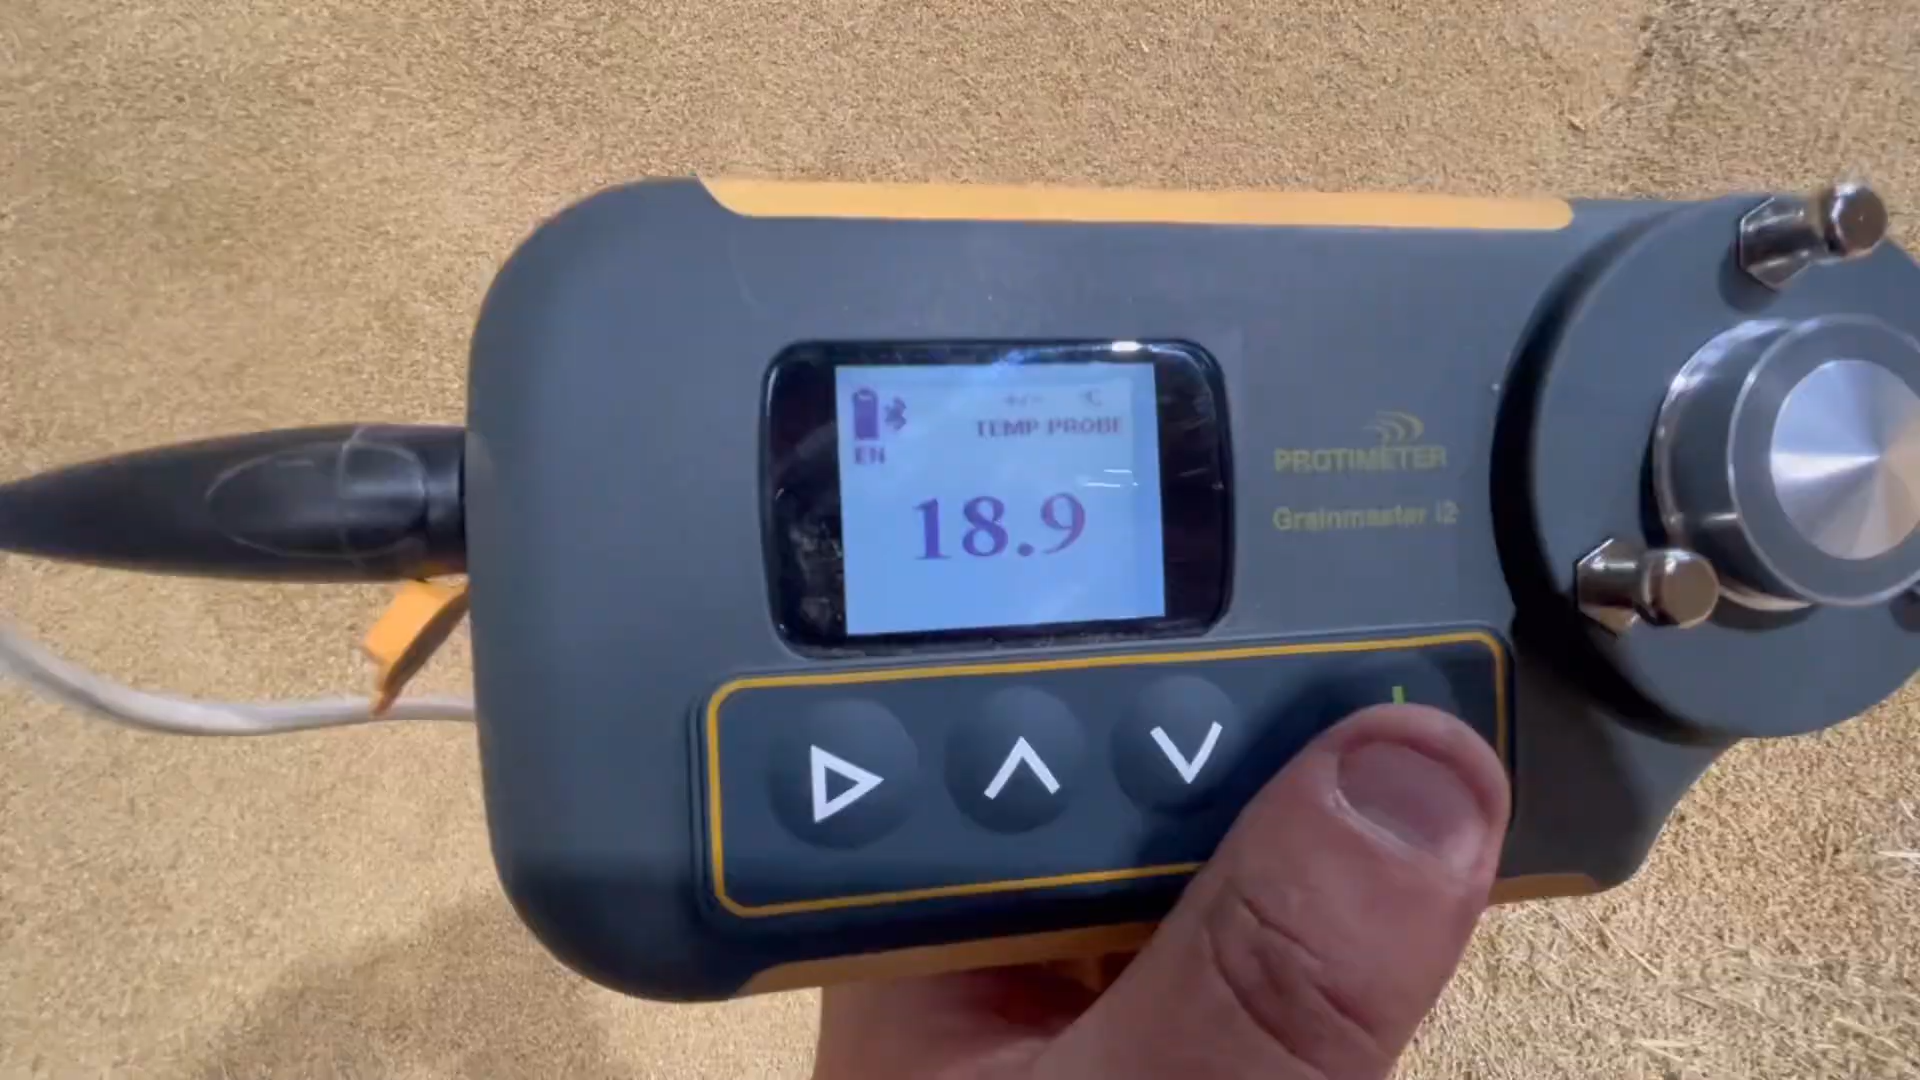 +/- °C
TEMP PROBE
EN
18.9
PROTIMETER
Grainmaster i2